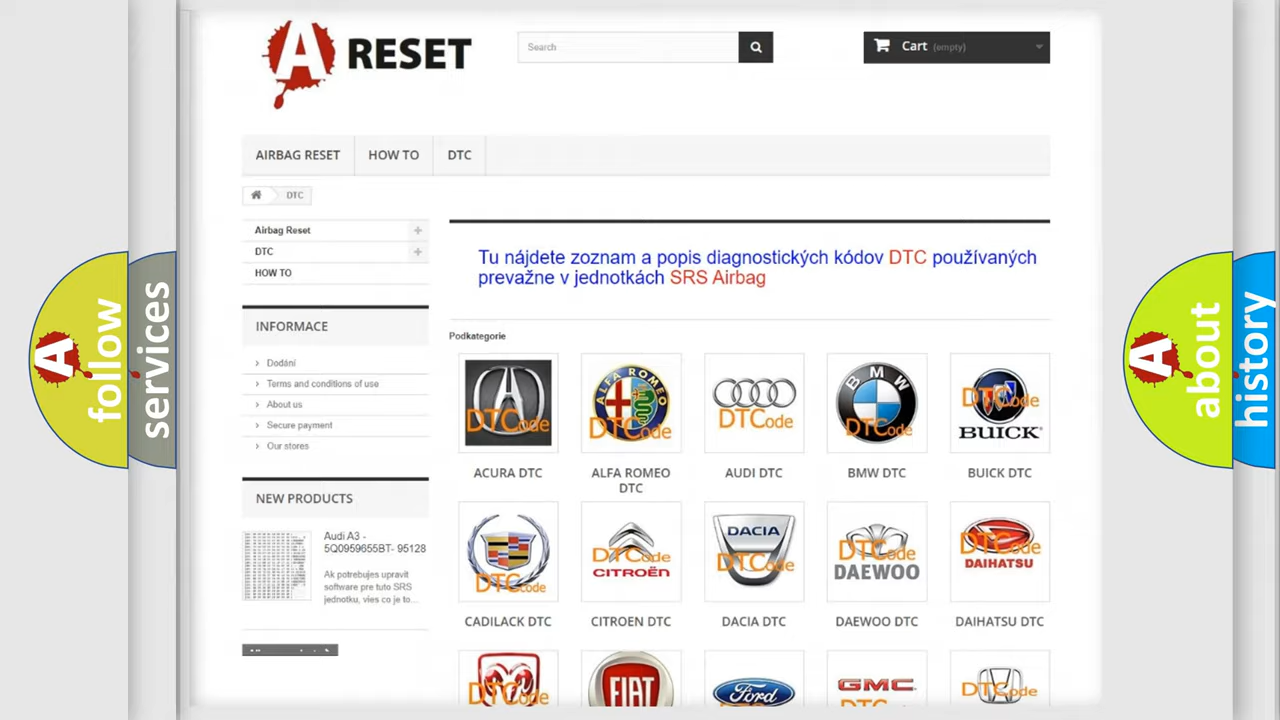 A RESET
Search
Cart (empty)
AIRBAG RESET
HOW TO
DTC
DTC
Airbag Reset
DTC
HOW TO
INFORMACE
Dodání
Terms and conditions of use
About us
Secure payment
Our stores
NEW PRODUCTS
Audi A3 -
5Q0959655BT- 95128
Ak potrebujes upravit
software pre tuto SRS
jednotku, vies co je to...
Tu nájdete zoznam a popis diagnostických kódov DTC používaných
prevažne v jednotkách SRS Airbag
Podkategorie
DTCode
ALFA ROMEO
DTCode
DTCode
BMW
DTCode
DTCode
BUICK
ACURA DTC
ALFA ROMEO
DTC
AUDI DTC
BMW DTC
BUICK DTC
DTCode
DTCode
CITROËN
DACIA
DTCode
DTCode
DAEWOO
DTCode
DAIHATSU
CADILACK DTC
CITROEN DTC
DACIA DTC
DAEWOO DTC
DAIHATSU DTC
DTCode
FIAT
Ford
GMC
DTCode
A follow
services
A about
history